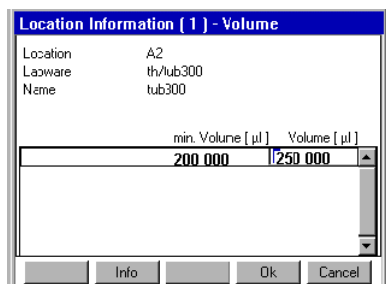 Location Information ( 1 ) - Volume
Location A2
Labware th/tub300
Name tub300
min. Volume [ µl ] Volume [ µl ]
200 000 250 000
Info Ok Cancel